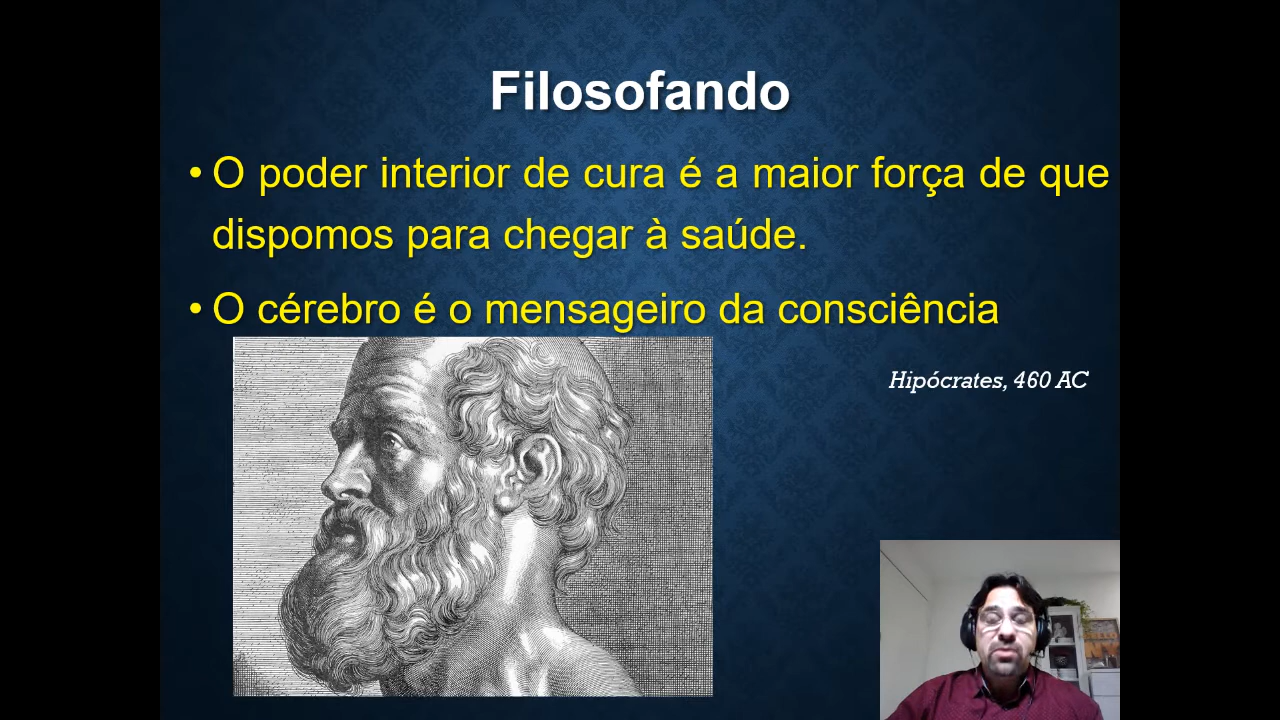 Filosofando
• O poder interior de cura é a maior força de que
dispomos para chegar à saúde.
• O cérebro é o mensageiro da consciência
Hipócrates, 460 AC